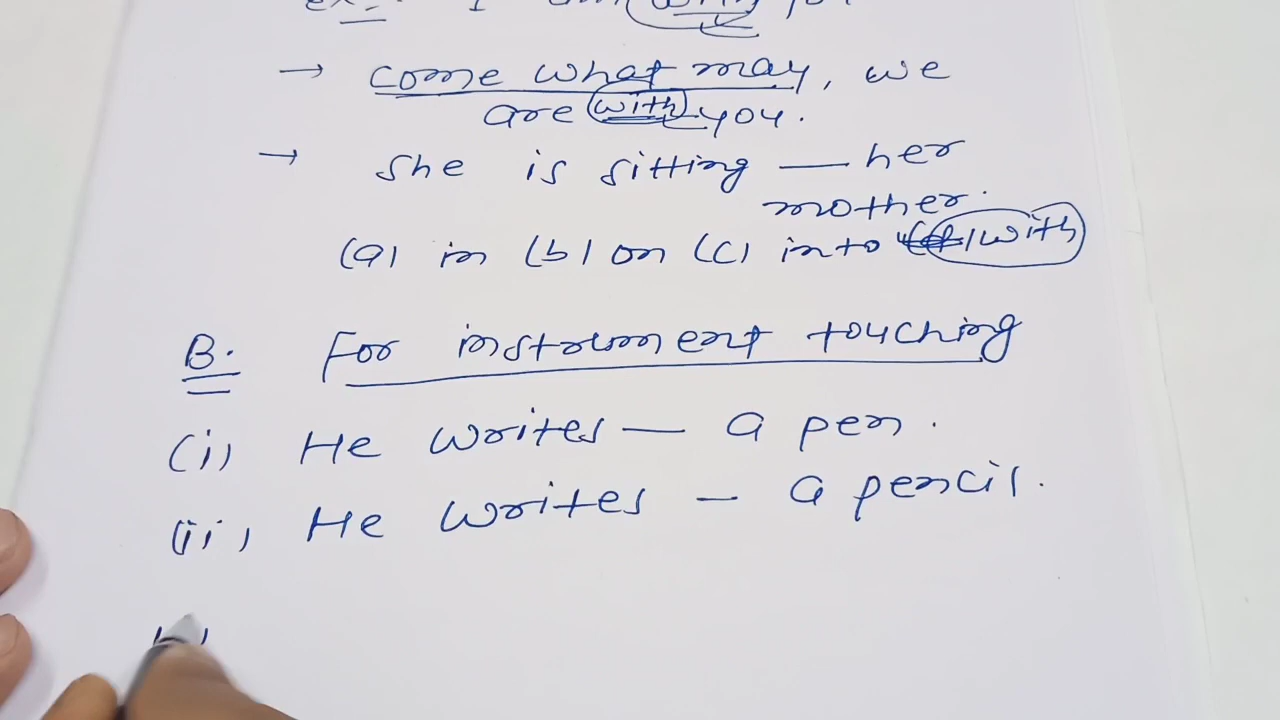 → come what may, we
are with you.
→ She is sitting — her
mother.
(a) in (b) on (c) into with
B. For instrument touching
(i) He writes — a pen.
(ii) He writes — a pencil.